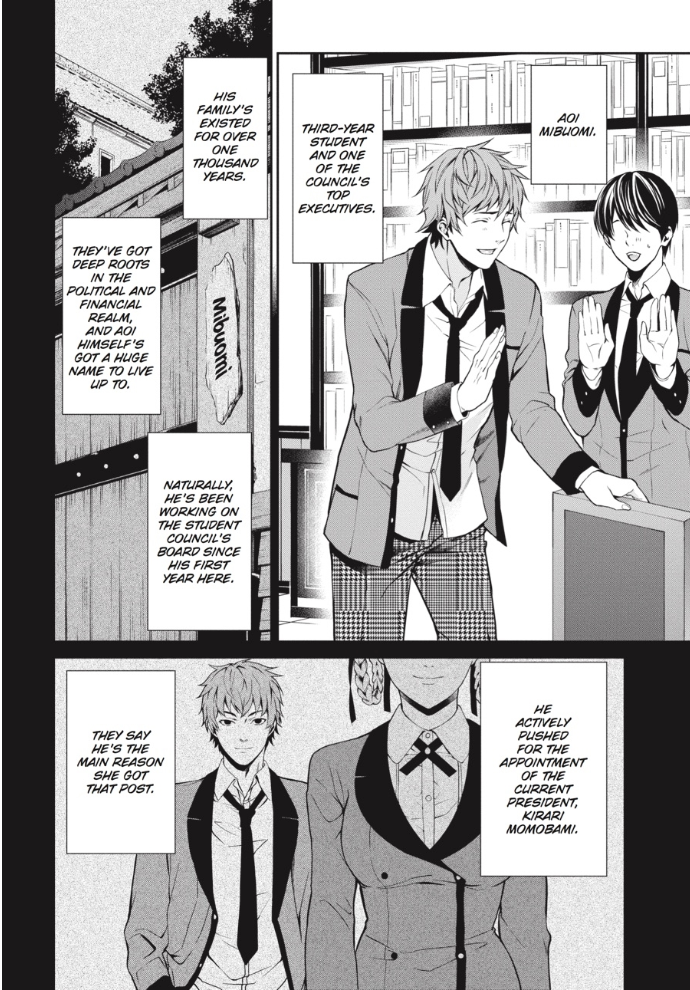 AOI
MIBUOMI.
THIRD-YEAR
STUDENT
AND ONE
OF THE
COUNCIL'S
TOP
EXECUTIVES.
HIS
FAMILY'S
EXISTED
FOR OVER
ONE
THOUSAND
YEARS.
THEY'VE GOT
DEEP ROOTS
IN THE
POLITICAL AND
FINANCIAL
REALM,
AND AOI
HIMSELF'S
GOT A HUGE
NAME TO LIVE
UP TO.
Mibuomi
NATURALLY,
HE'S BEEN
WORKING ON
THE STUDENT
COUNCIL'S
BOARD SINCE
HIS FIRST
YEAR HERE.
HE
ACTIVELY
PUSHED
FOR THE
APPOINTMENT
OF THE
CURRENT
PRESIDENT,
KIRARI
MOMOBAMI.
THEY SAY
HE'S THE
MAIN REASON
SHE GOT
THAT POST.